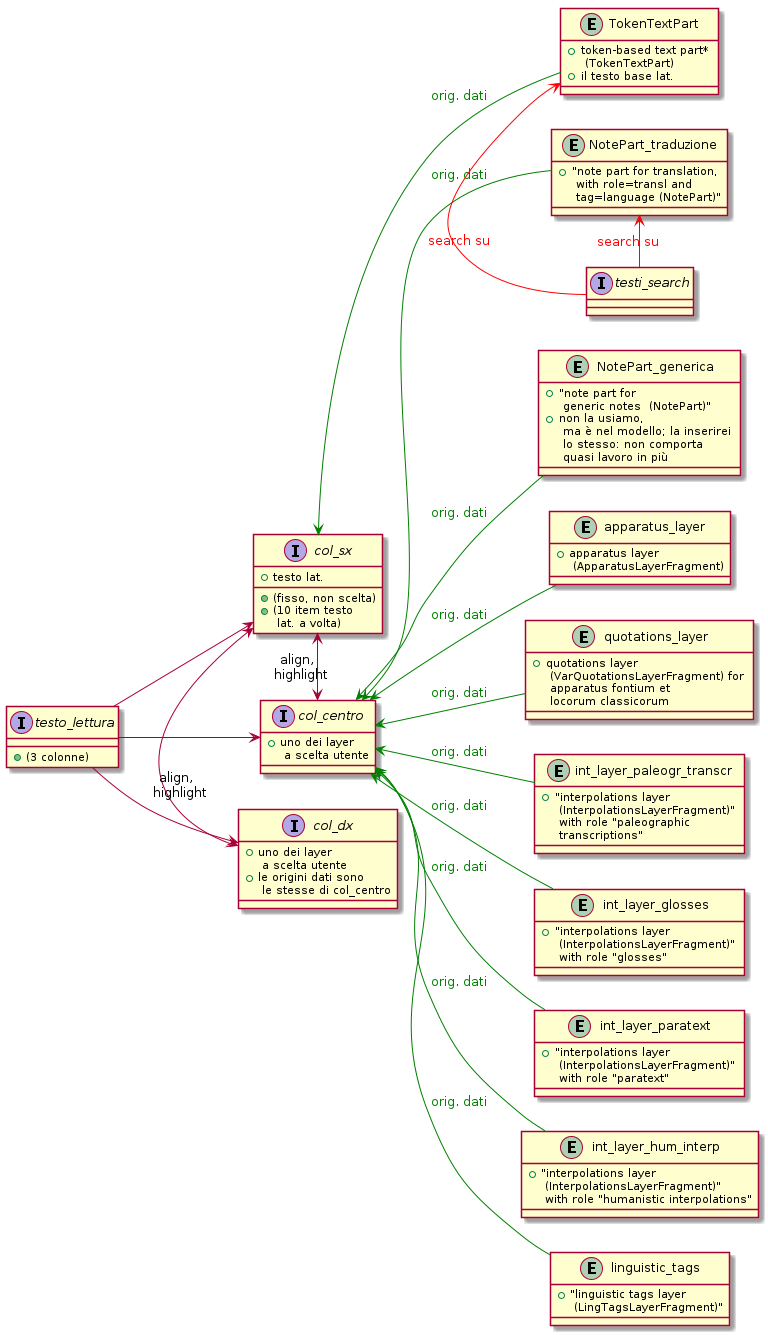 E TokenTextPart
token-based text part*
(TokenTextPart)
il testo base lat.
orig. dati
E NotePart_traduzione
"note part for translation,
with role=transl and
tag=language (NotePart)"
orig. dati
search su
search su
I testi_search
E NotePart_generica
"note part for
generic notes (NotePart)"
non la usiamo,
ma è nel modello; la inserirei
lo stesso: non comporta
quasi lavoro in più
orig. dati
E apparatus_layer
apparatus layer
(ApparatusLayerFragment)
orig. dati
I col_sx
testo lat.
(fisso, non scelta)
(10 item testo
lat. a volta)
E quotations_layer
quotations layer
(VarQuotationsLayerFragment) for
apparatus fontium et
locorum classicorum
orig. dati
align,
highlight
I testo_lettura
(3 colonne)
I col_centro
uno dei layer
a scelta utente
E int_layer_paleogr_transcr
"interpolations layer
(InterpolationsLayerFragment)"
with role "paleographic
transcriptions"
orig. dati
align,
highlight
I col_dx
uno dei layer
a scelta utente
le origini dati sono
le stesse di col_centro
orig. dati
E int_layer_glosses
"interpolations layer
(InterpolationsLayerFragment)"
with role "glosses"
orig. dati
E int_layer_paratext
"interpolations layer
(InterpolationsLayerFragment)"
with role "paratext"
orig. dati
E int_layer_hum_interp
"interpolations layer
(InterpolationsLayerFragment)"
with role "humanistic interpolations"
orig. dati
E linguistic_tags
"linguistic tags layer
(LingTagsLayerFragment)"